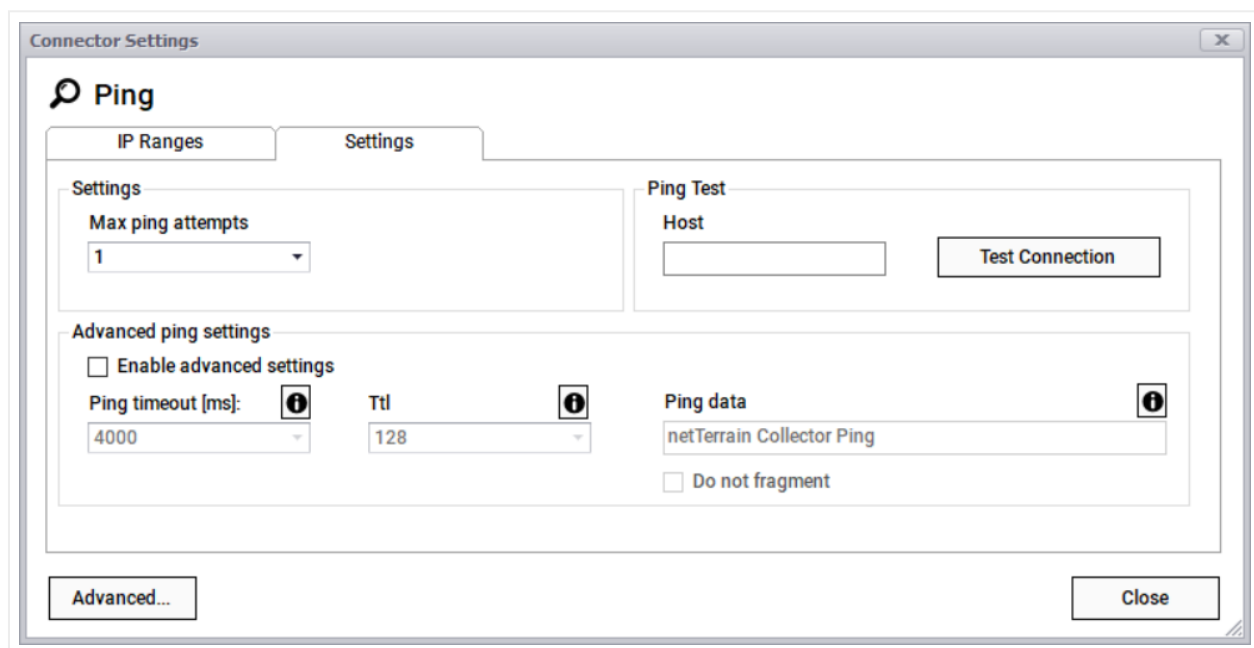 Connector Settings
Ping
IP Ranges
Settings
Settings
Max ping attempts
1
Ping Test
Host
Test Connection
Advanced ping settings
Enable advanced settings
Ping timeout [ms]:
Ttl
Ping data
4000
128
netTerrain Collector Ping
Do not fragment
Advanced...
Close